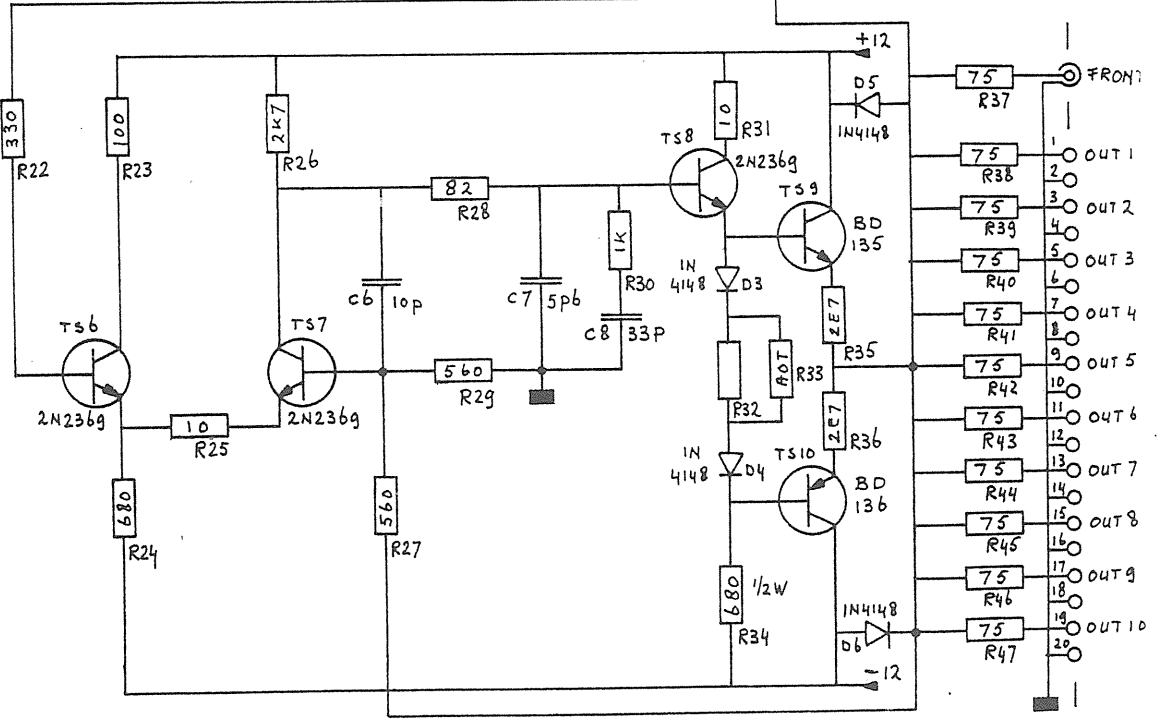 +12
75
FRONT
R37
D5
1N4148
330
R22
100
R23
2K7
R26
10
R31
TS8
2N2369
TS9
BD
135
82
R28
1K
R30
C6 10p
C7 5p6
C8 33P
1N
4148 D3
2E7
R35
TS6
2N2369
TS7
2N2369
10
R25
560
R29
R32
AOT
R33
2E7
R36
1N
4148 D4
TS10
BD
136
680
R24
560
R27
680
1/2W
R34
1N4148
D6
-12
75
R38
1
OUT 1
2
75
R39
3
OUT 2
4
75
R40
5
OUT 3
6
75
R41
7
OUT 4
8
75
R42
9
OUT 5
10
75
R43
11
OUT 6
12
75
R44
13
OUT 7
14
75
R45
15
OUT 8
16
75
R46
17
OUT 9
18
75
R47
19
OUT 10
20